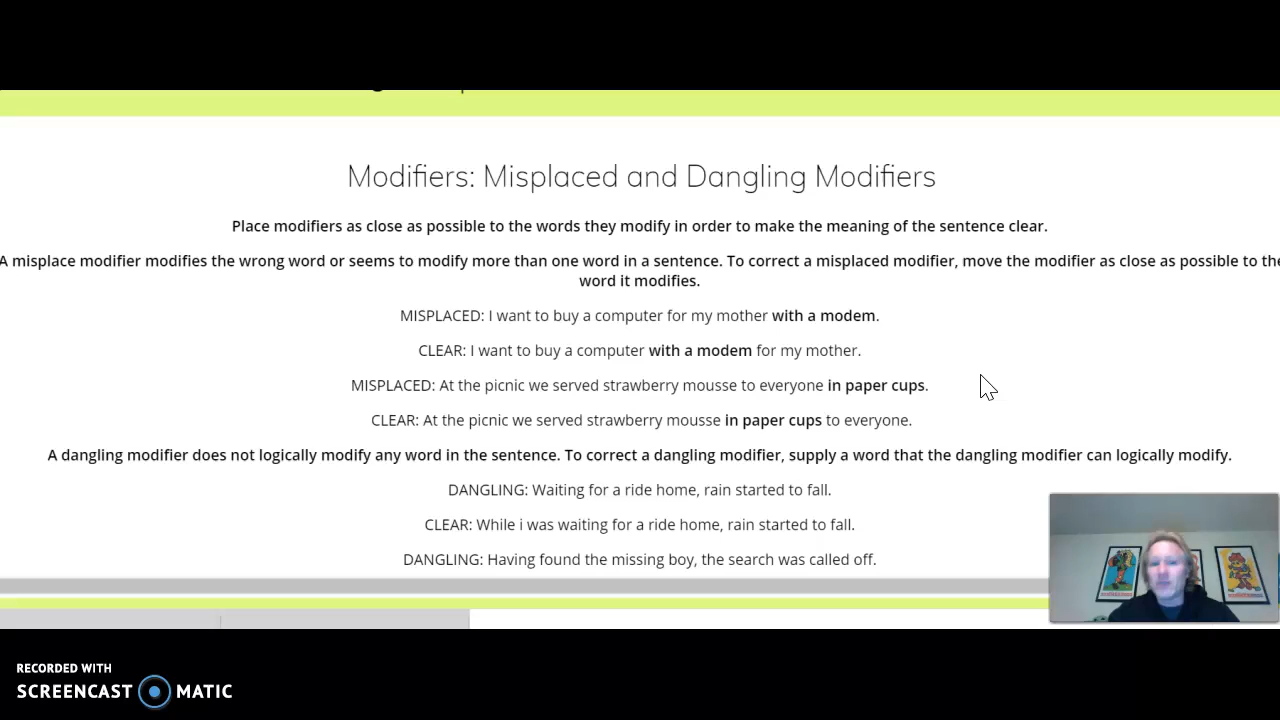 Modifiers: Misplaced and Dangling Modifiers
Place modifiers as close as possible to the words they modify in order to make the meaning of the sentence clear.
A misplace modifier modifies the wrong word or seems to modify more than one word in a sentence. To correct a misplaced modifier, move the modifier as close as possible to the
word it modifies.
MISPLACED: I want to buy a computer for my mother with a modem.
CLEAR: I want to buy a computer with a modem for my mother.
MISPLACED: At the picnic we served strawberry mousse to everyone in paper cups.
CLEAR: At the picnic we served strawberry mousse in paper cups to everyone.
A dangling modifier does not logically modify any word in the sentence. To correct a dangling modifier, supply a word that the dangling modifier can logically modify.
DANGLING: Waiting for a ride home, rain started to fall.
CLEAR: While i was waiting for a ride home, rain started to fall.
DANGLING: Having found the missing boy, the search was called off.
RECORDED WITH
SCREENCAST MATIC